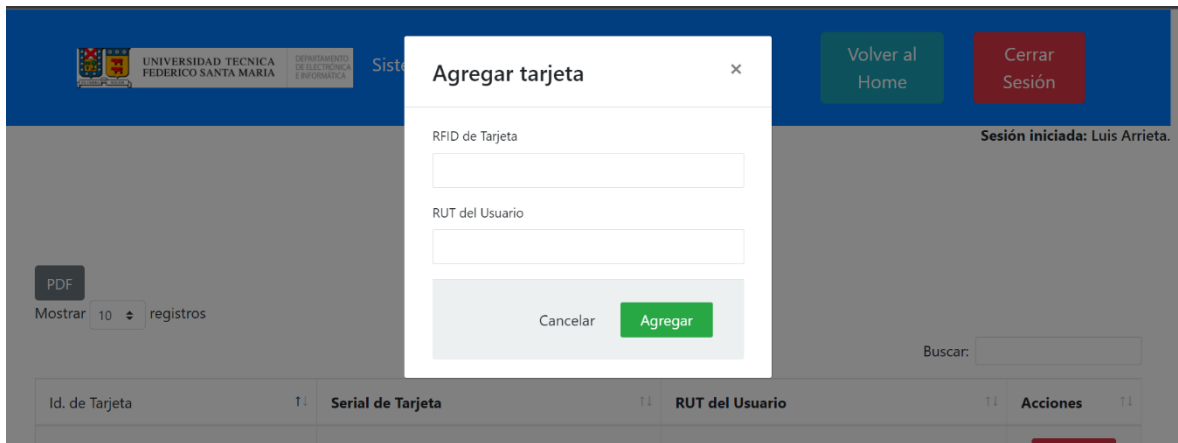 UNIVERSIDAD TECNICA
FEDERICO SANTA MARIA
DEPARTAMENTO
DE ELECTRÓNICA
E INFORMÁTICA
Siste
Agregar tarjeta
×
Volver al
Home
Cerrar
Sesión
Sesión iniciada: Luis Arrieta.
RFID de Tarjeta
RUT del Usuario
Cancelar
Agregar
PDF
Mostrar 10 registros
Buscar:
Id. de Tarjeta
Serial de Tarjeta
RUT del Usuario
Acciones